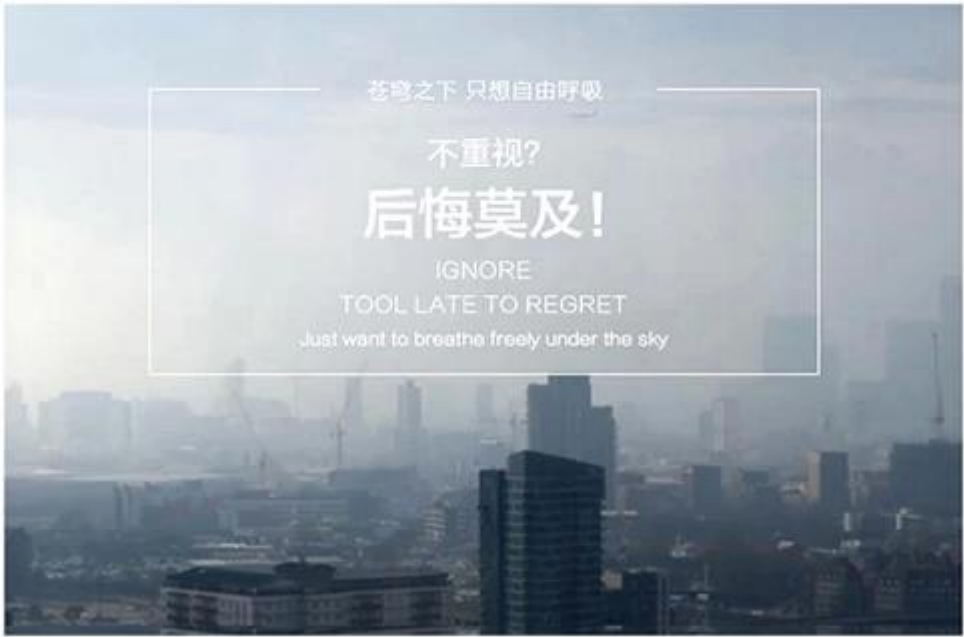 苍穹之下 只想自由呼吸
不重视?
后悔莫及!
IGNORE
TOOL LATE TO REGRET
Just want to breathe freely under the sky